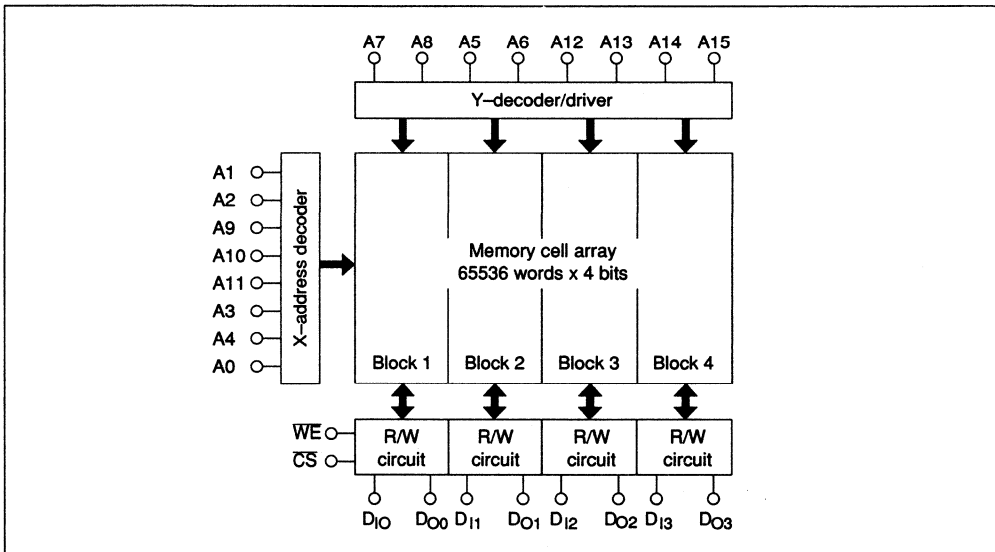 A7 A8 A5 A6 A12 A13 A14 A15
Y–decoder/driver
A1
A2
A9
A10
A11
A3
A4
A0
X–address decoder
Memory cell array
65536 words x 4 bits
Block 1 Block 2 Block 3 Block 4
WE
CS
R/W circuit
R/W circuit
R/W circuit
R/W circuit
DIO DO0 DI1 DO1 DI2 DO2 DI3 DO3